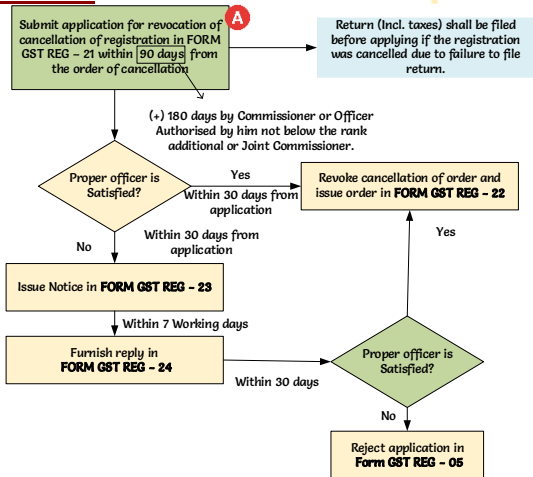 Submit application for revocation of
cancellation of registration in FORM
GST REG – 21 within 90 days from
the order of cancellation
A
Return (Incl. taxes) shall be filed
before applying if the registration
was cancelled due to failure to file
return.
(+) 180 days by Commissioner or Officer
Authorised by him not below the rank
additional or Joint Commissioner.
Proper officer is
Satisfied?
Yes
Within 30 days from
application
Revoke cancellation of order and
issue order in FORM GST REG – 22
No
Within 30 days from
application
Yes
Issue Notice in FORM GST REG – 23
Within 7 Working days
Furnish reply in
FORM GST REG – 24
Within 30 days
Proper officer is
Satisfied?
No
Reject application in
Form GST REG – 05